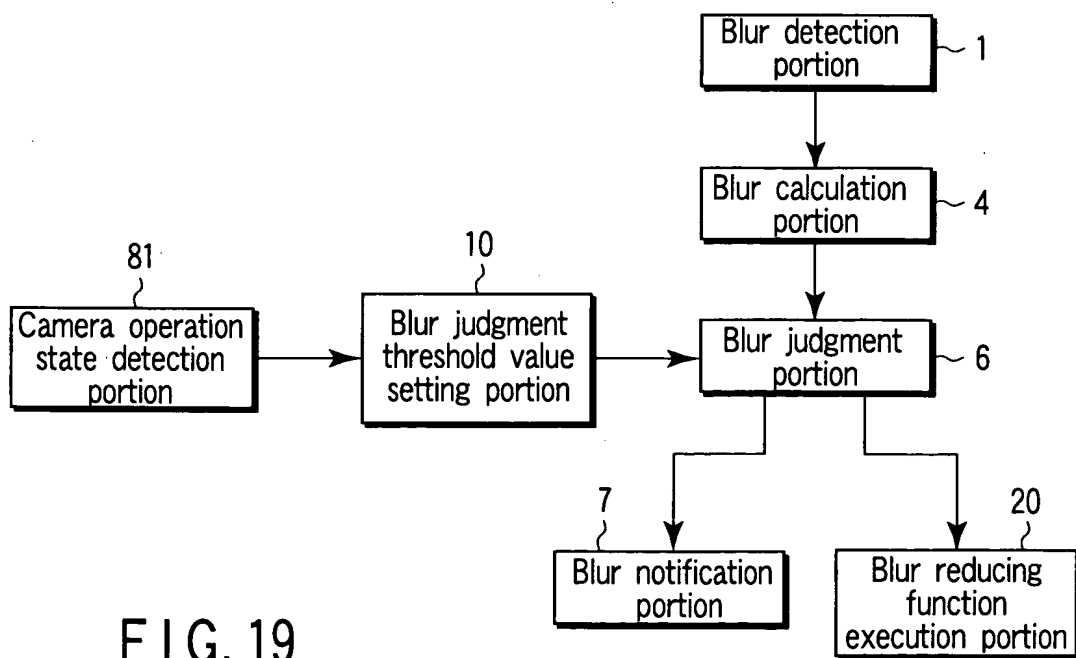 Blur detection
portion
1
Blur calculation
portion
4
81
Camera operation
state detection
portion
10
Blur judgment
threshold value
setting portion
Blur judgment
portion
6
7
Blur notification
portion
20
Blur reducing
function
execution portion
FIG. 19